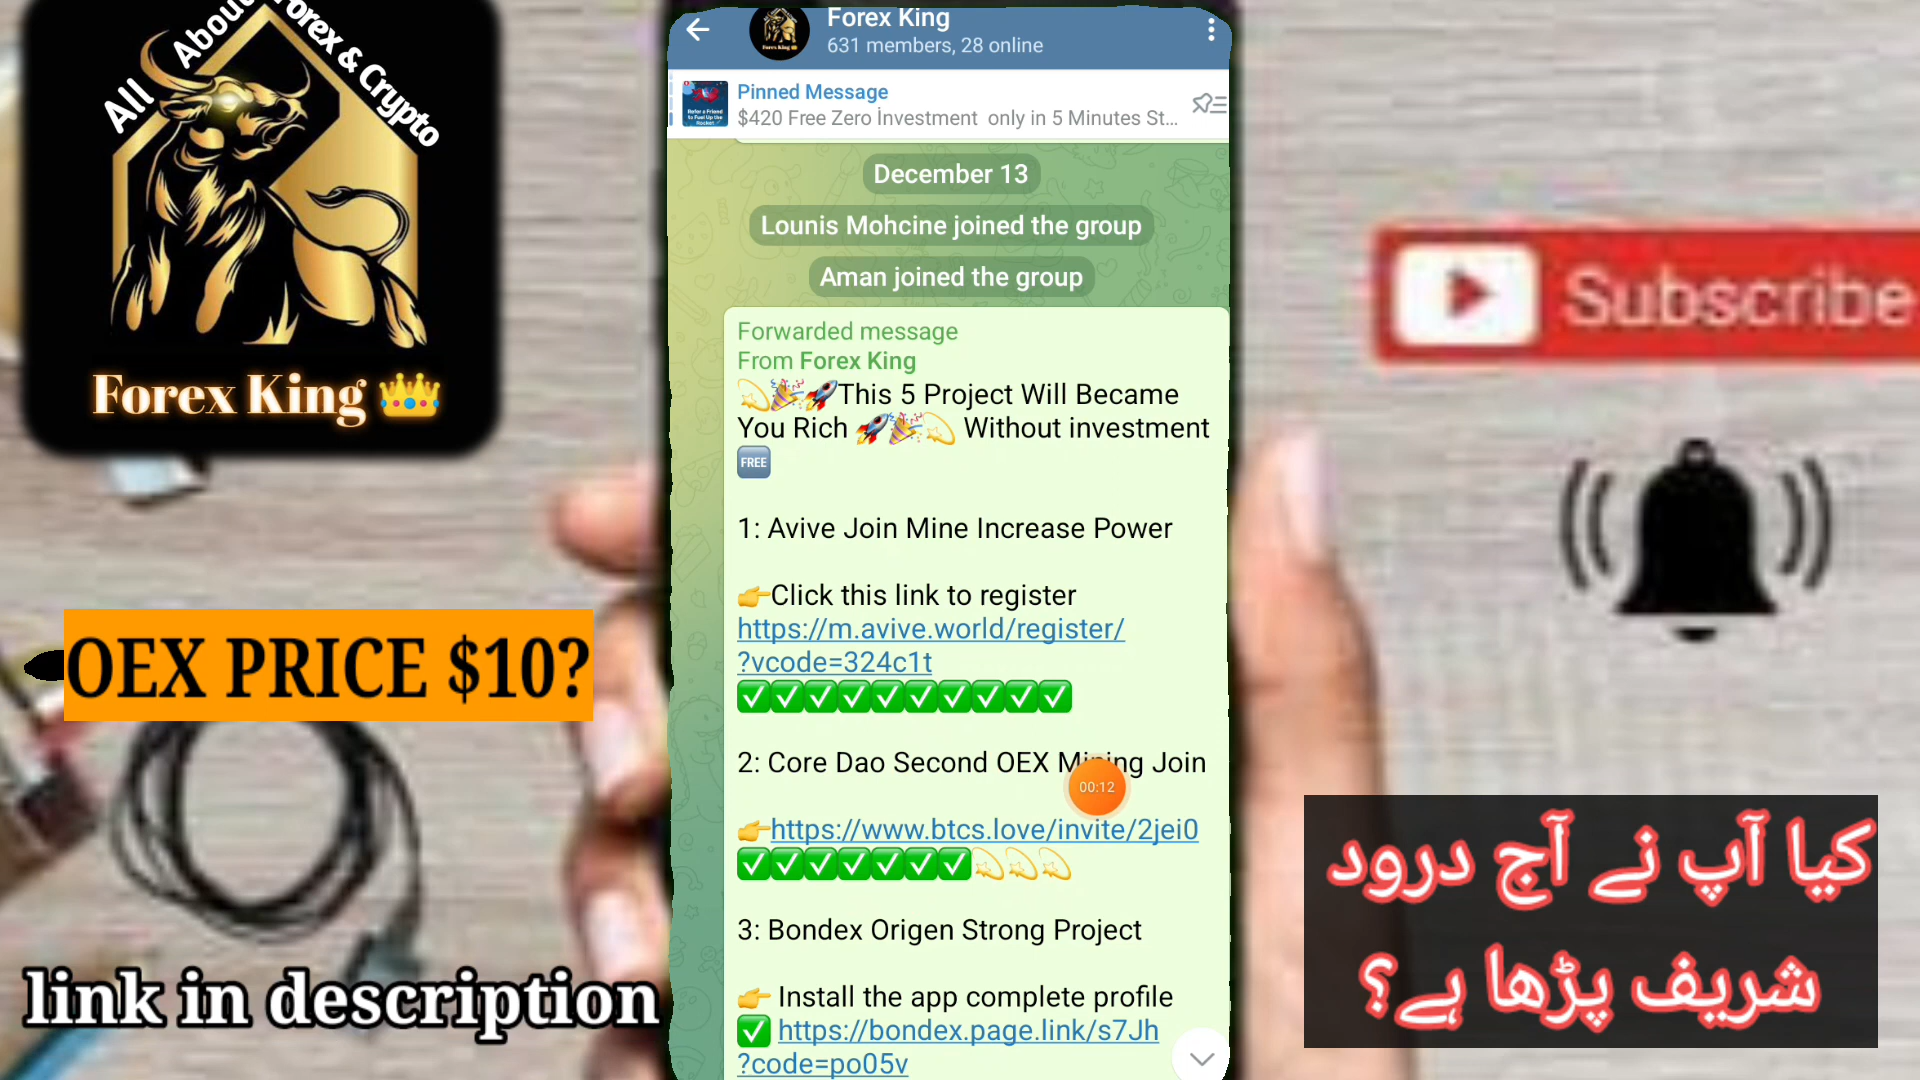 All About Forex & Crypto
Forex King 👑
OEX PRICE $10?
link in description
Forex King
631 members, 28 online
Pinned Message
$420 Free Zero İnvestment only in 5 Minutes St...
December 13
Lounis Mohcine joined the group
Aman joined the group
Forwarded message
From Forex King
💫🎉🚀This 5 Project Will Became
You Rich 🚀🎉💫 Without investment
🆓
1: Avive Join Mine Increase Power
👉Click this link to register
https://m.avive.world/register/
?vcode=324c1t
✅✅✅✅✅✅✅✅✅✅
2: Core Dao Second OEX Mining Join
00:12
👉https://www.btcs.love/invite/2jei0
✅✅✅✅✅✅✅💫💫💫
3: Bondex Origen Strong Project
👉 Install the app complete profile
✅ https://bondex.page.link/s7Jh
?code=po05v
Subscribe
کیا آپ نے آج درود
شریف پڑھا ہے؟